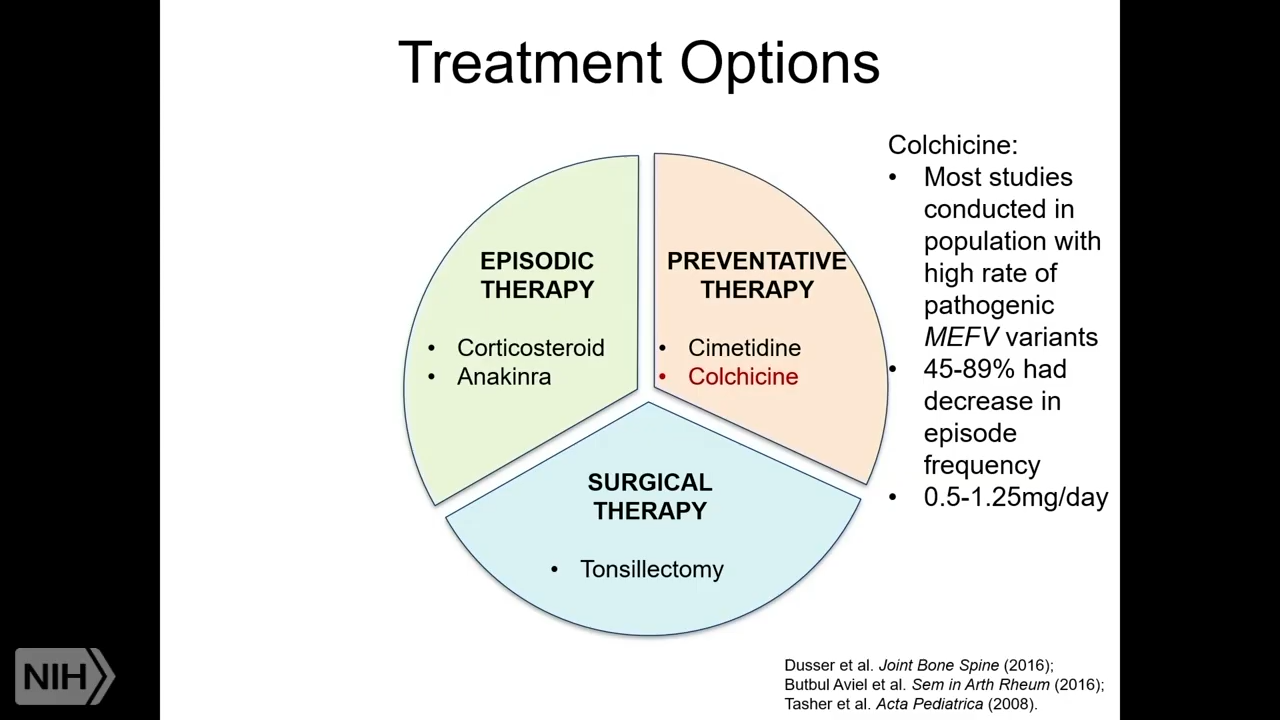 Treatment Options
EPISODIC
THERAPY
• Corticosteroid
• Anakinra
PREVENTATIVE
THERAPY
• Cimetidine
• Colchicine
SURGICAL
THERAPY
• Tonsillectomy
Colchicine:
• Most studies
conducted in
population with
high rate of
pathogenic
MEFV variants
• 45-89% had
decrease in
episode
frequency
• 0.5-1.25mg/day
Dusser et al. Joint Bone Spine (2016);
Butbul Aviel et al. Sem in Arth Rheum (2016);
Tasher et al. Acta Pediatrica (2008).
NIH